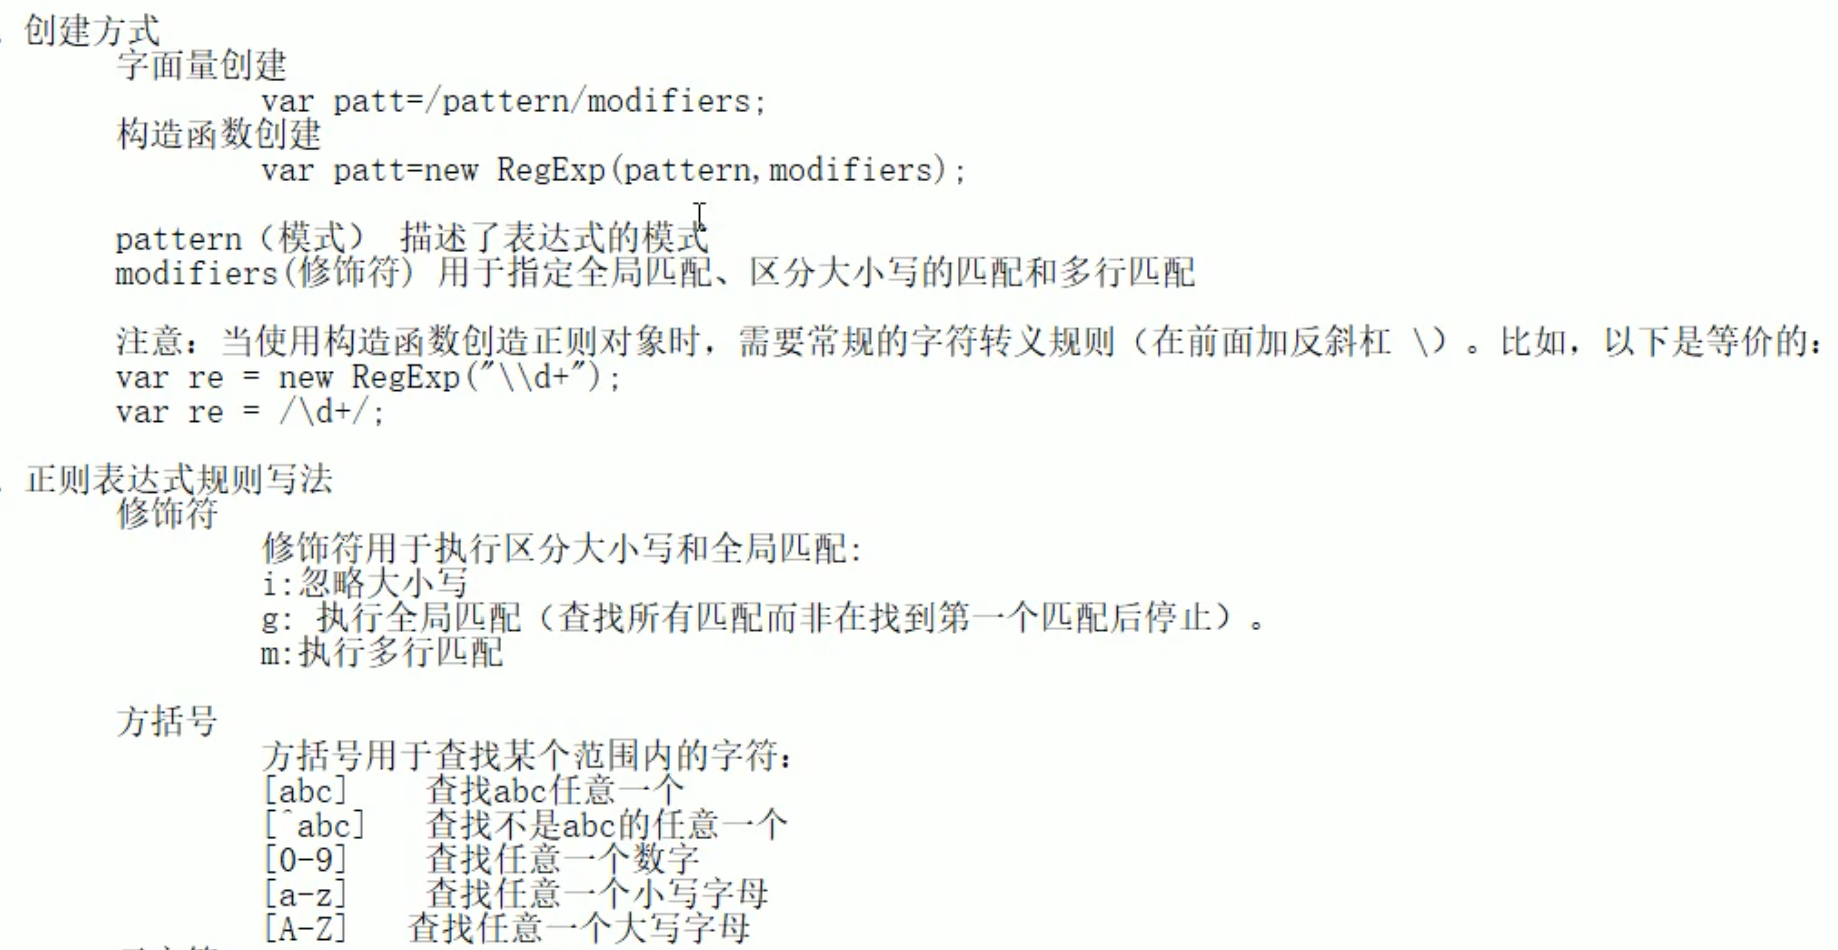 创建方式
字面量创建
var patt=/pattern/modifiers;
构造函数创建
var patt=new RegExp(pattern,modifiers);
pattern（模式） 描述了表达式的模式
modifiers(修饰符) 用于指定全局匹配、区分大小写的匹配和多行匹配
注意：当使用构造函数创造正则对象时，需要常规的字符转义规则（在前面加反斜杠 \）。比如，以下是等价的：
var re = new RegExp("\\d+");
var re = /\d+/;
正则表达式规则写法
修饰符
修饰符用于执行区分大小写和全局匹配:
i:忽略大小写
g: 执行全局匹配（查找所有匹配而非在找到第一个匹配后停止）。
m:执行多行匹配
方括号
方括号用于查找某个范围内的字符：
[abc] 查找abc任意一个
[^abc] 查找不是abc的任意一个
[0-9] 查找任意一个数字
[a-z] 查找任意一个小写字母
[A-Z] 查找任意一个大写字母